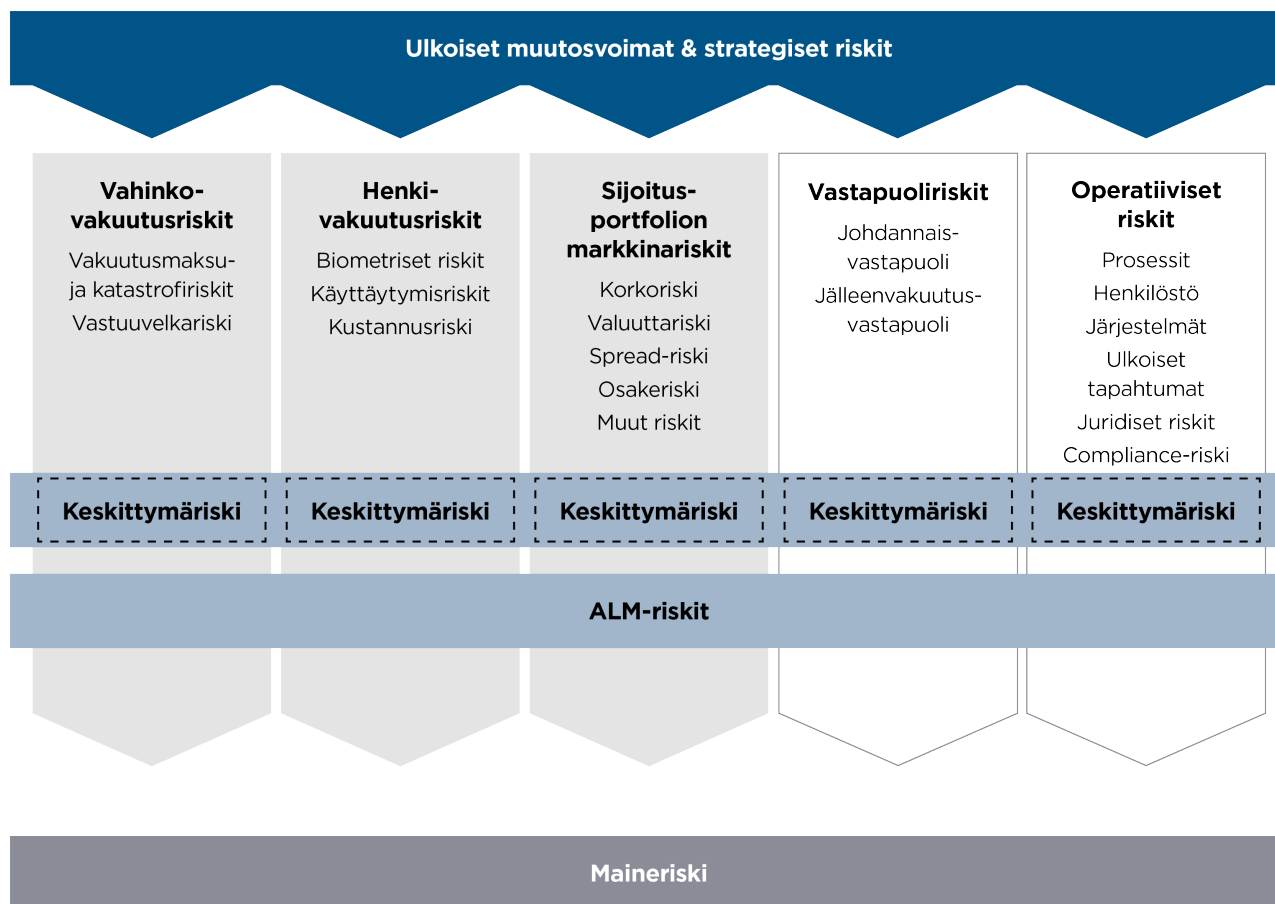 Ulkoiset muutosvoimat & strategiset riskit
Vahinko-
vakuutusriskit
Vakuutusmaksu-
ja katastrofiriskit
Vastuuvelkariski
Henki-
vakuutusriskit
Biometriset riskit
Käyttäytymisriskit
Kustannusriski
Sijoitus-
portfolion
markkinariskit
Korkoriski
Valuuttariski
Spread-riski
Osakeriski
Muut riskit
Vastapuoliriskit
Johdannais-
vastapuoli
Jälleenvakuutus-
vastapuoli
Operatiiviset
riskit
Prosessit
Henkilöstö
Järjestelmät
Ulkoiset
tapahtumat
Juridiset riskit
Compliance-riski
Keskittymäriski
Keskittymäriski
Keskittymäriski
Keskittymäriski
Keskittymäriski
ALM-riskit
Maineriski